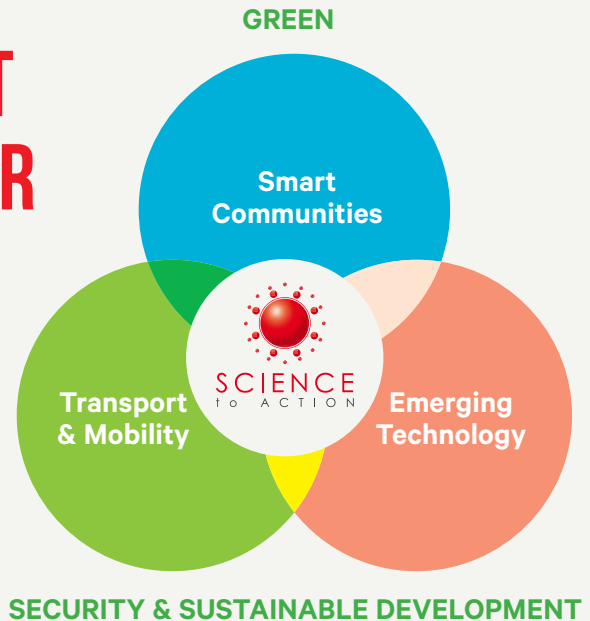 GREEN
T
R
Smart
Communities
SCIENCE
to ACTION
Transport
& Mobility
Emerging
Technology
SECURITY & SUSTAINABLE DEVELOPMENT